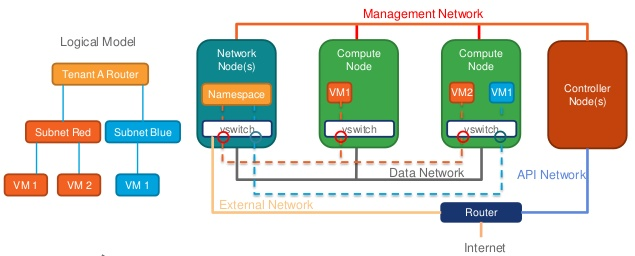 Management Network
Logical Model
Tenant A Router
Subnet Red
Subnet Blue
VM 1
VM 2
VM 1
Network
Node(s)
Namespace
vswitch
Compute
Node
VM1
vswitch
Compute
Node
VM2
VM1
vswitch
Controller
Node(s)
Data Network
API Network
External Network
Router
Internet